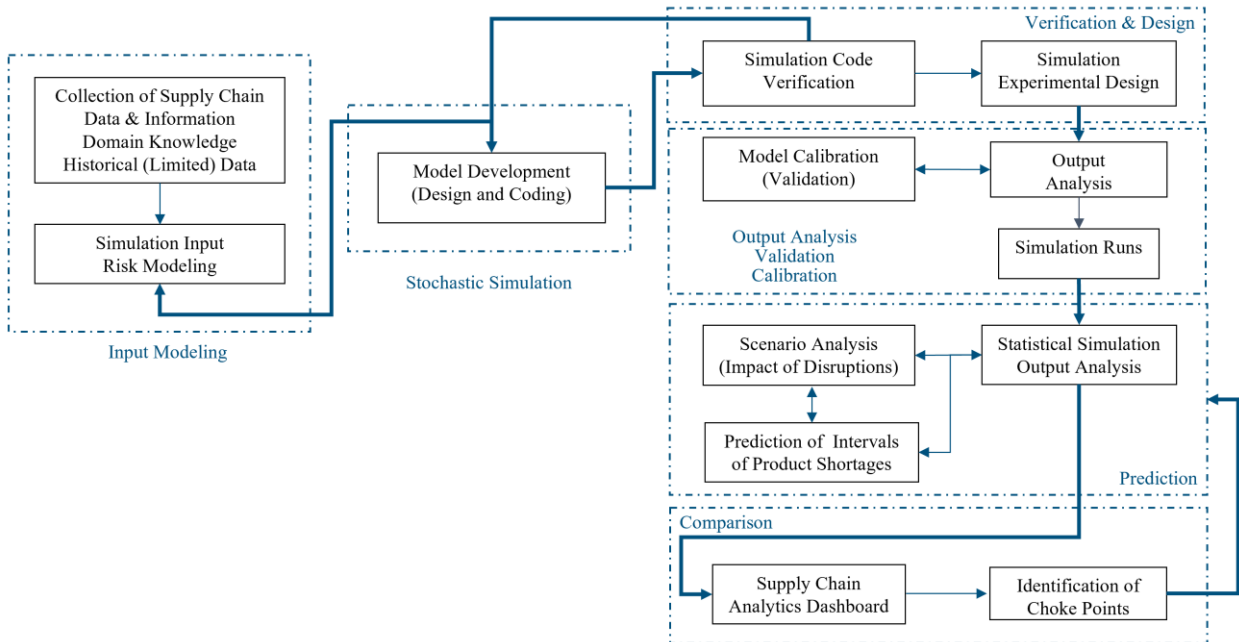 Collection of Supply Chain
Data & Information
Domain Knowledge
Historical (Limited) Data
Simulation Input
Risk Modeling
Input Modeling
Model Development
(Design and Coding)
Stochastic Simulation
Verification & Design
Simulation Code
Verification
Simulation
Experimental Design
Model Calibration
(Validation)
Output
Analysis
Output Analysis
Validation
Calibration
Simulation Runs
Scenario Analysis
(Impact of Disruptions)
Statistical Simulation
Output Analysis
Prediction of Intervals
of Product Shortages
Prediction
Comparison
Supply Chain
Analytics Dashboard
Identification of
Choke Points